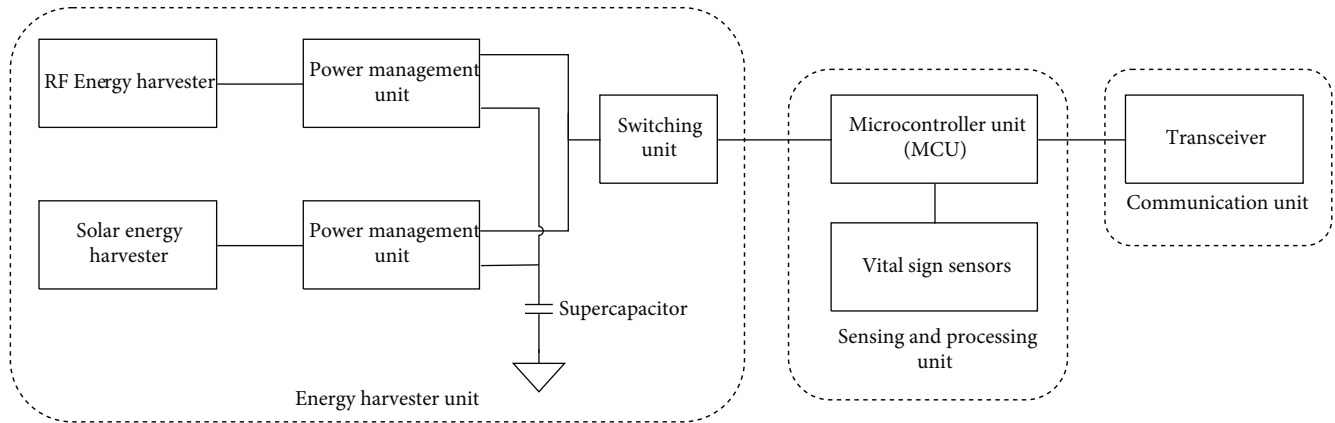 RF Energy harvester
Power management
unit
Switching
unit
Solar energy
harvester
Power management
unit
Supercapacitor
Energy harvester unit
Microcontroller unit
(MCU)
Vital sign sensors
Sensing and processing
unit
Transceiver
Communication unit